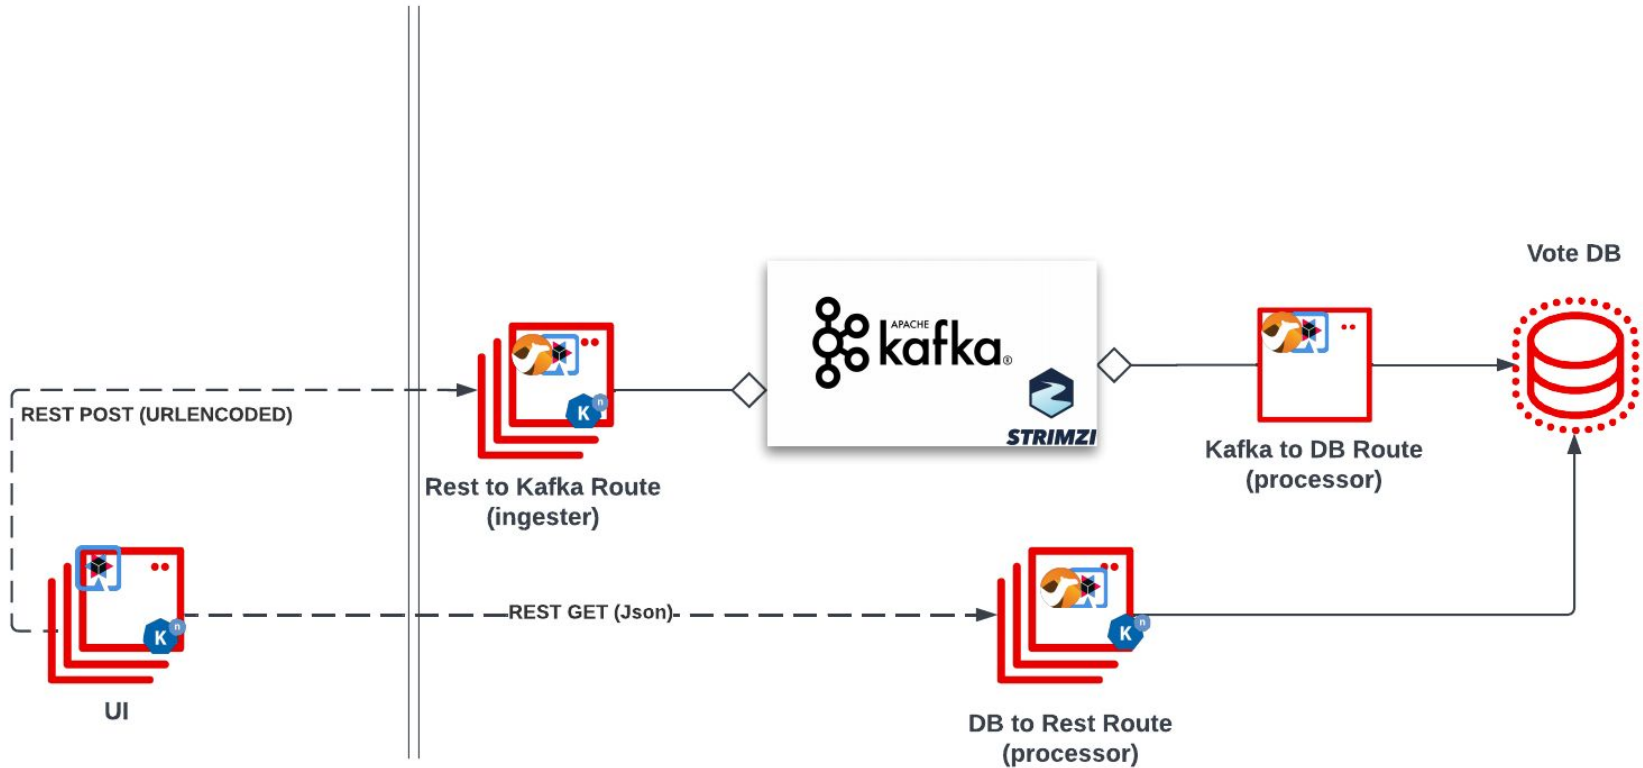 Vote DB
APACHE
kafka®
STRIMZI
K n
REST POST (URLENCODED)
Rest to Kafka Route
(ingester)
Kafka to DB Route
(processor)
K n
REST GET (Json)
K n
UI
DB to Rest Route
(processor)